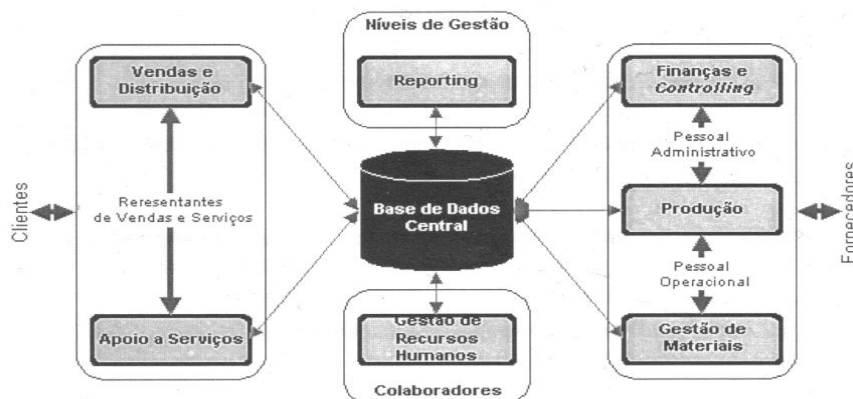 Níveis de Gestão
Vendas e
Distribuição
Reporting
Finanças e
Controlling
Pessoal
Administrativo
Clientes
Reresentantes
de Vendas e Serviços
Base de Dados
Central
Produção
Fornecedores
Pessoal
Operacional
Apoio a Serviços
Gestão de
Recursos
Humanos
Gestão de
Materiais
Colaboradores